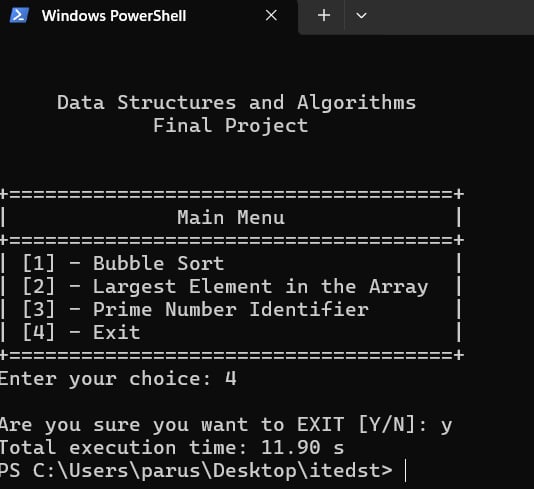 Windows PowerShell
Data Structures and Algorithms
Final Project
+=====================================+
| Main Menu |
+=====================================+
| [1] - Bubble Sort |
| [2] - Largest Element in the Array |
| [3] - Prime Number Identifier |
| [4] - Exit |
+=====================================+
Enter your choice: 4
Are you sure you want to EXIT [Y/N]: y
Total execution time: 11.90 s
PS C:\Users\parus\Desktop\itedst>